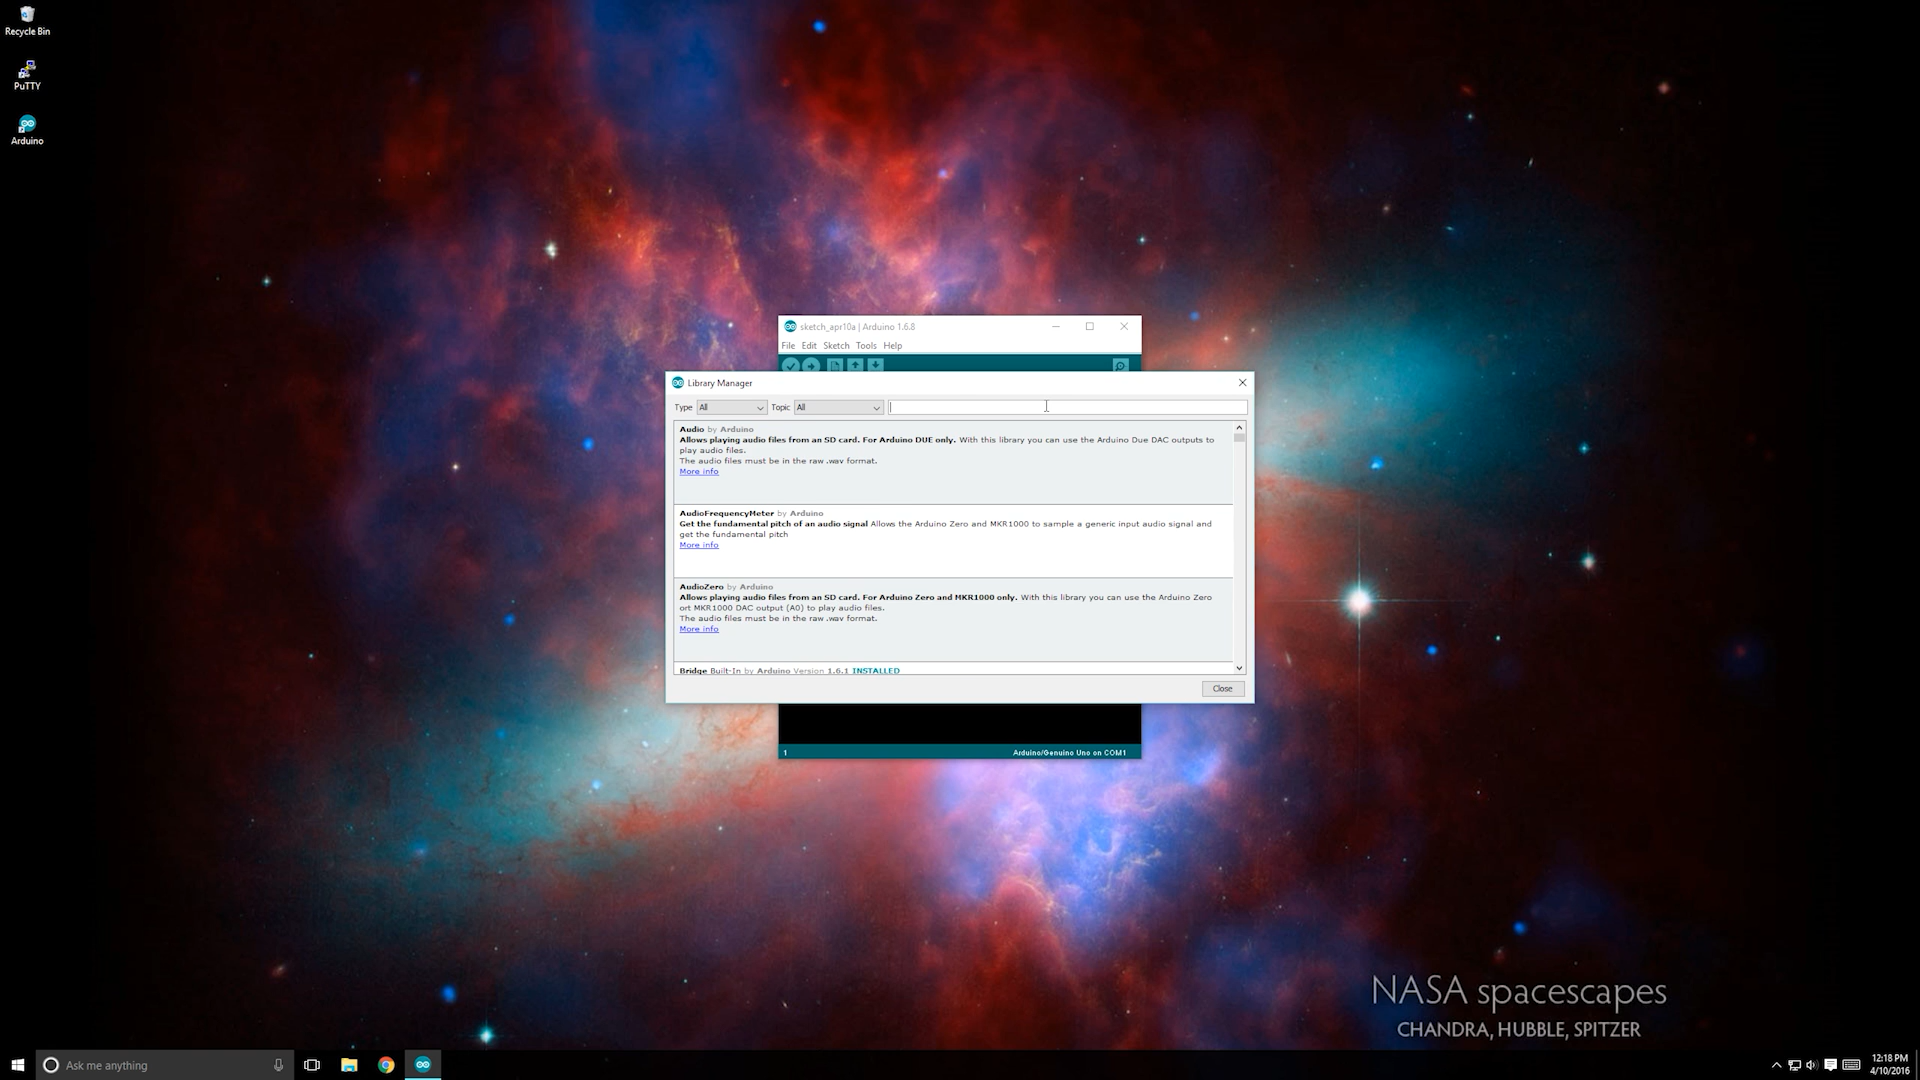 Recycle Bin
PuTTY
Arduino
sketch_apr10a | Arduino 1.6.8
File Edit Sketch Tools Help
Library Manager
Type All Topic All
Audio by Arduino
Allows playing audio files from an SD card. For Arduino DUE only. With this library you can use the Arduino Due DAC outputs to
play audio files.
The audio files must be in the raw .wav format.
More info
AudioFrequencyMeter by Arduino
Get the fundamental pitch of an audio signal Allows the Arduino Zero and MKR1000 to sample a generic input audio signal and
get the fundamental pitch
More info
AudioZero by Arduino
Allows playing audio files from an SD card. For Arduino Zero and MKR1000 only. With this library you can use the Arduino Zero
ort MKR1000 DAC output (A0) to play audio files.
The audio files must be in the raw .wav format.
More info
Bridge Built-In by Arduino Version 1.6.1 INSTALLED
Close
1 Arduino/Genuino Uno on COM1
NASA spacescapes
CHANDRA, HUBBLE, SPITZER
Ask me anything
12:18 PM
4/10/2016